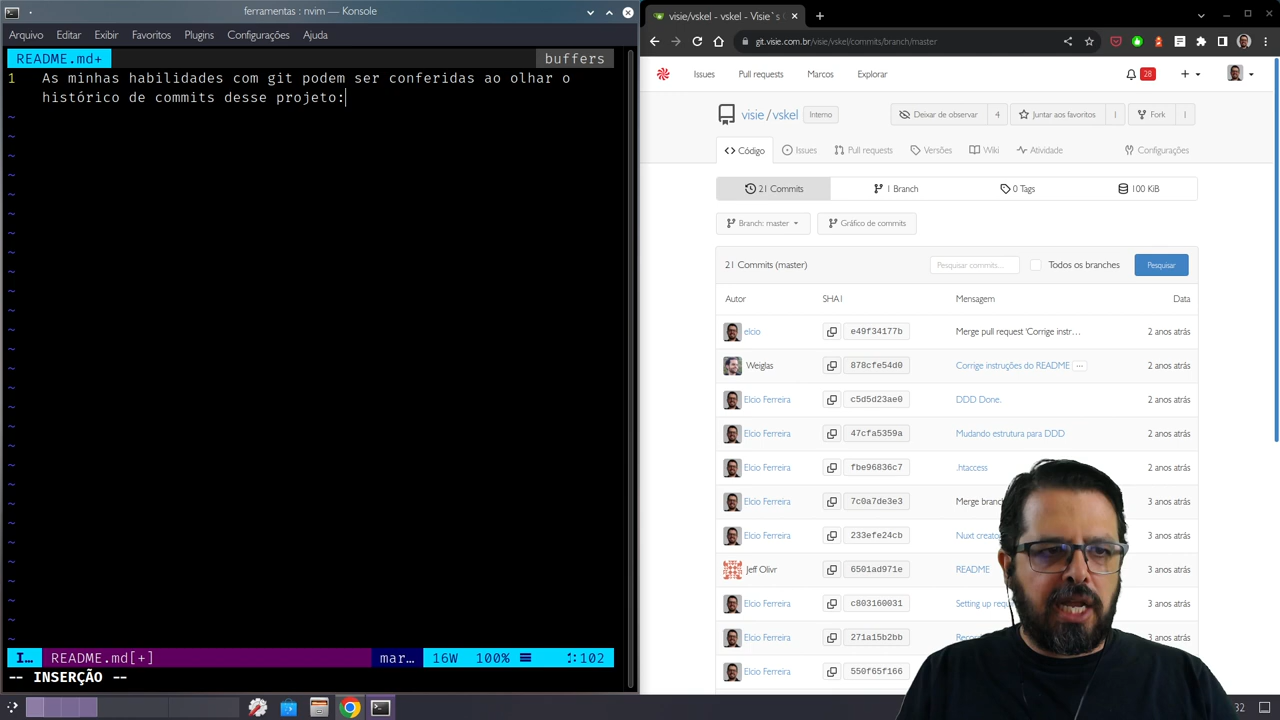 ferramentas : nvim — Konsole
Arquivo Editar Exibir Favoritos Plugins Configurações Ajuda
README.md+ buffers
1 As minhas habilidades com git podem ser conferidas ao olhar o
histórico de commits desse projeto:
I… README.md[+] mar… 16W 100% :102
-- INSERÇÃO --
visie/vskel - vskel - Visie`s G
git.visie.com.br/visie/vskel/commits/branch/master
Issues Pull requests Marcos Explorar 28
visie / vskel Interno Deixar de observar 4 Juntar aos favoritos 1 Fork 1
Código Issues Pull requests Versões Wiki Atividade Configurações
21 Commits 1 Branch 0 Tags 100 KiB
Branch: master Gráfico de commits
21 Commits (master) Pesquisar commits... Todos os branches Pesquisar
Autor SHA1 Mensagem Data
elcio e49f34177b Merge pull request 'Corrige instr… 2 anos atrás
Weiglas 878cfe54d0 Corrige instruções do README ... 2 anos atrás
Elcio Ferreira c5d5d23ae0 DDD Done. 2 anos atrás
Elcio Ferreira 47cfa5359a Mudando estrutura para DDD 2 anos atrás
Elcio Ferreira fbe96836c7 .htaccess 2 anos atrás
Elcio Ferreira 7c0a7de3e3 Merge 3 anos atrás
Elcio Ferreira 233efe24cb Nuxt 3 anos atrás
Jeff Olivr 6501ad971e README 3 anos atrás
Elcio Ferreira c803160031 Setting up 3 anos atrás
Elcio Ferreira 271a15b2bb 3 anos atrás
Elcio Ferreira 550f65f166 3 anos atrás
32